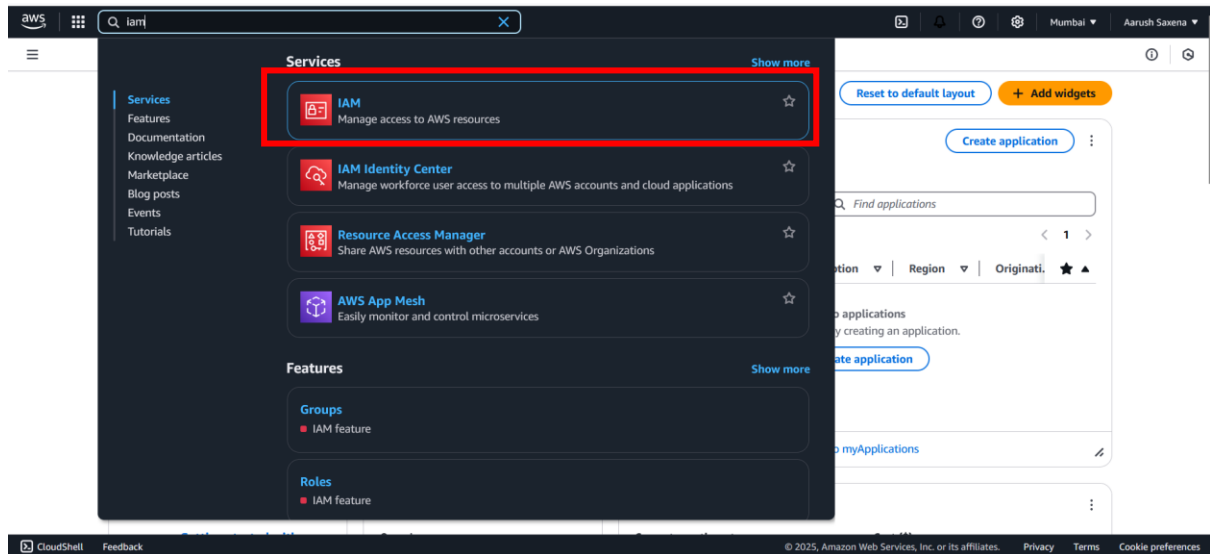 aws
iam
Mumbai
Aarush Saxena
Services
Show more
Services
Features
Documentation
Knowledge articles
Marketplace
Blog posts
Events
Tutorials
IAM
Manage access to AWS resources
IAM Identity Center
Manage workforce user access to multiple AWS accounts and cloud applications
Resource Access Manager
Share AWS resources with other accounts or AWS Organizations
AWS App Mesh
Easily monitor and control microservices
Features
Show more
Groups
IAM feature
Roles
IAM feature
Reset to default layout
+ Add widgets
Create application
Find applications
1
Region
Originati.
applications
creating an application.
application
myApplications
CloudShell
Feedback
© 2025, Amazon Web Services, Inc. or its affiliates.
Privacy
Terms
Cookie preferences